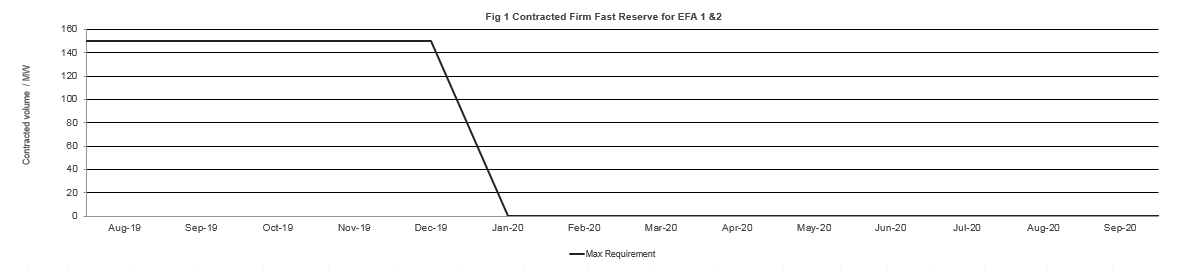 Fig 1 Contracted Firm Fast Reserve for EFA 1 &2
Contracted volume / MW
160
140
120
100
80
60
40
20
0
Aug-19 Sep-19 Oct-19 Nov-19 Dec-19 Jan-20 Feb-20 Mar-20 Apr-20 May-20 Jun-20 Jul-20 Aug-20 Sep-20
Max Requirement